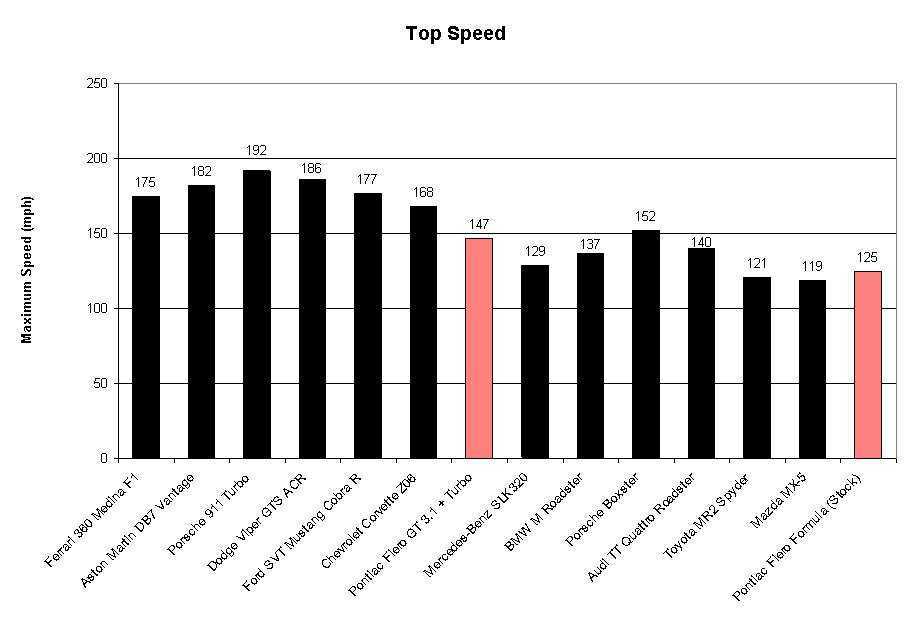 Top Speed
Maximum Speed (mph)
250
200
150
100
50
0
175
182
192
186
177
168
147
129
137
152
140
121
119
125
Ferrari 360 Medina F1
Aston Martin DB7 Vantage
Porsche 911 Turbo
Dodge Viper GTS ACR
Ford SVT Mustang Cobra R
Chevrolet Corvette Z06
Pontiac Fiero GT 3.1 + Turbo
Mercedes-Benz SLK320
BMW M Roadster
Porsche Boxster
Audi TT Quattro Roadster
Toyota MR2 Spyder
Mazda MX-5
Pontiac Fiero Formula (Stock)